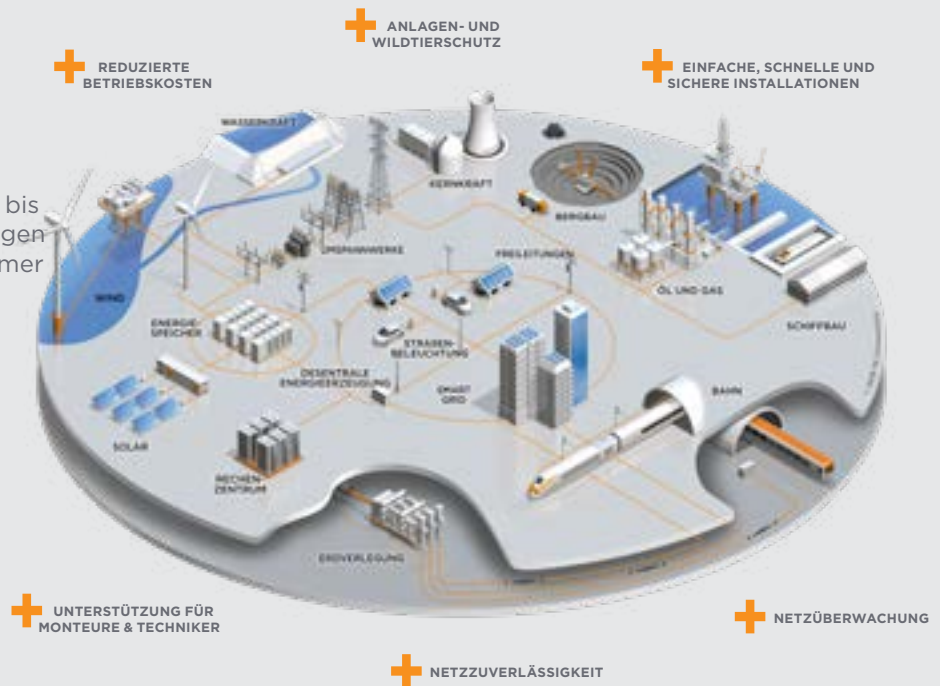 ANLAGEN- UND
WILDTIERSCHUTZ
REDUZIERTE
BETRIEBSKOSTEN
EINFACHE, SCHNELLE UND
SICHERE INSTALLATIONEN
WASSERKRAFT
KERNKRAFT
BERGBAU
bis
gen
mer
UMSPANNWERKE
FREILEITUNGEN
ÖL UND GAS
WIND
SCHIFFBAU
ENERGIE-
SPEICHER
STRAßEN-
BELEUCHTUNG
DESENTRALE
ENERGIEERZEUGUNG
SMART
GRID
BAHN
SOLAR
RECHEN-
ZENTRUM
ERDVERLEGUNG
UNTERSTÜTZUNG FÜR
MONTEURE & TECHNIKER
NETZÜBERWACHUNG
NETZZUVERLÄSSIGKEIT